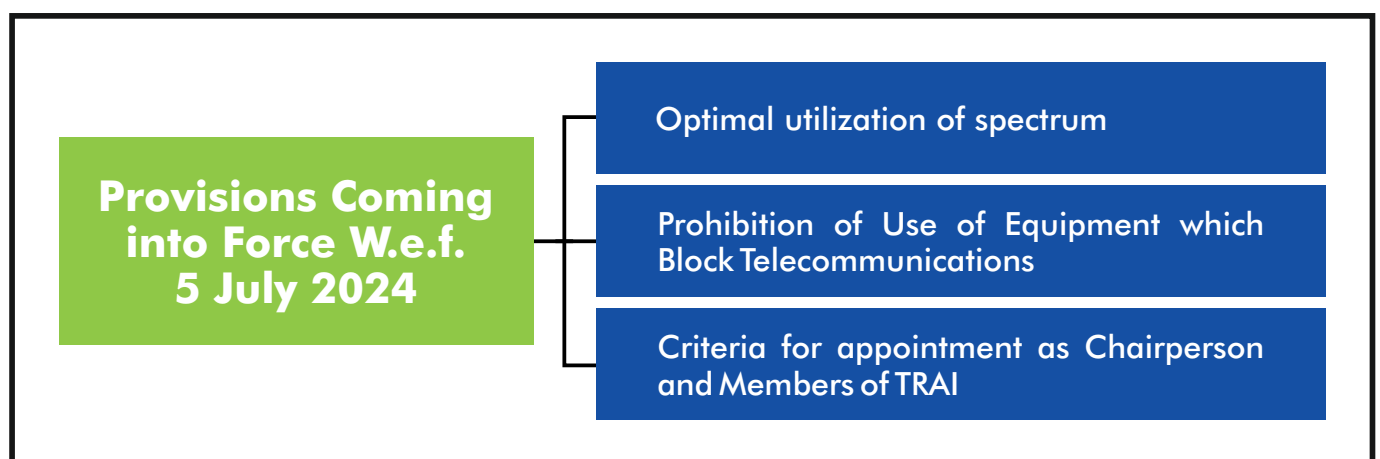 Provisions Coming
into Force W.e.f.
5 July 2024
Optimal utilization of spectrum
Prohibition of Use of Equipment which
Block Telecommunications
Criteria for appointment as Chairperson
and Members of TRAI